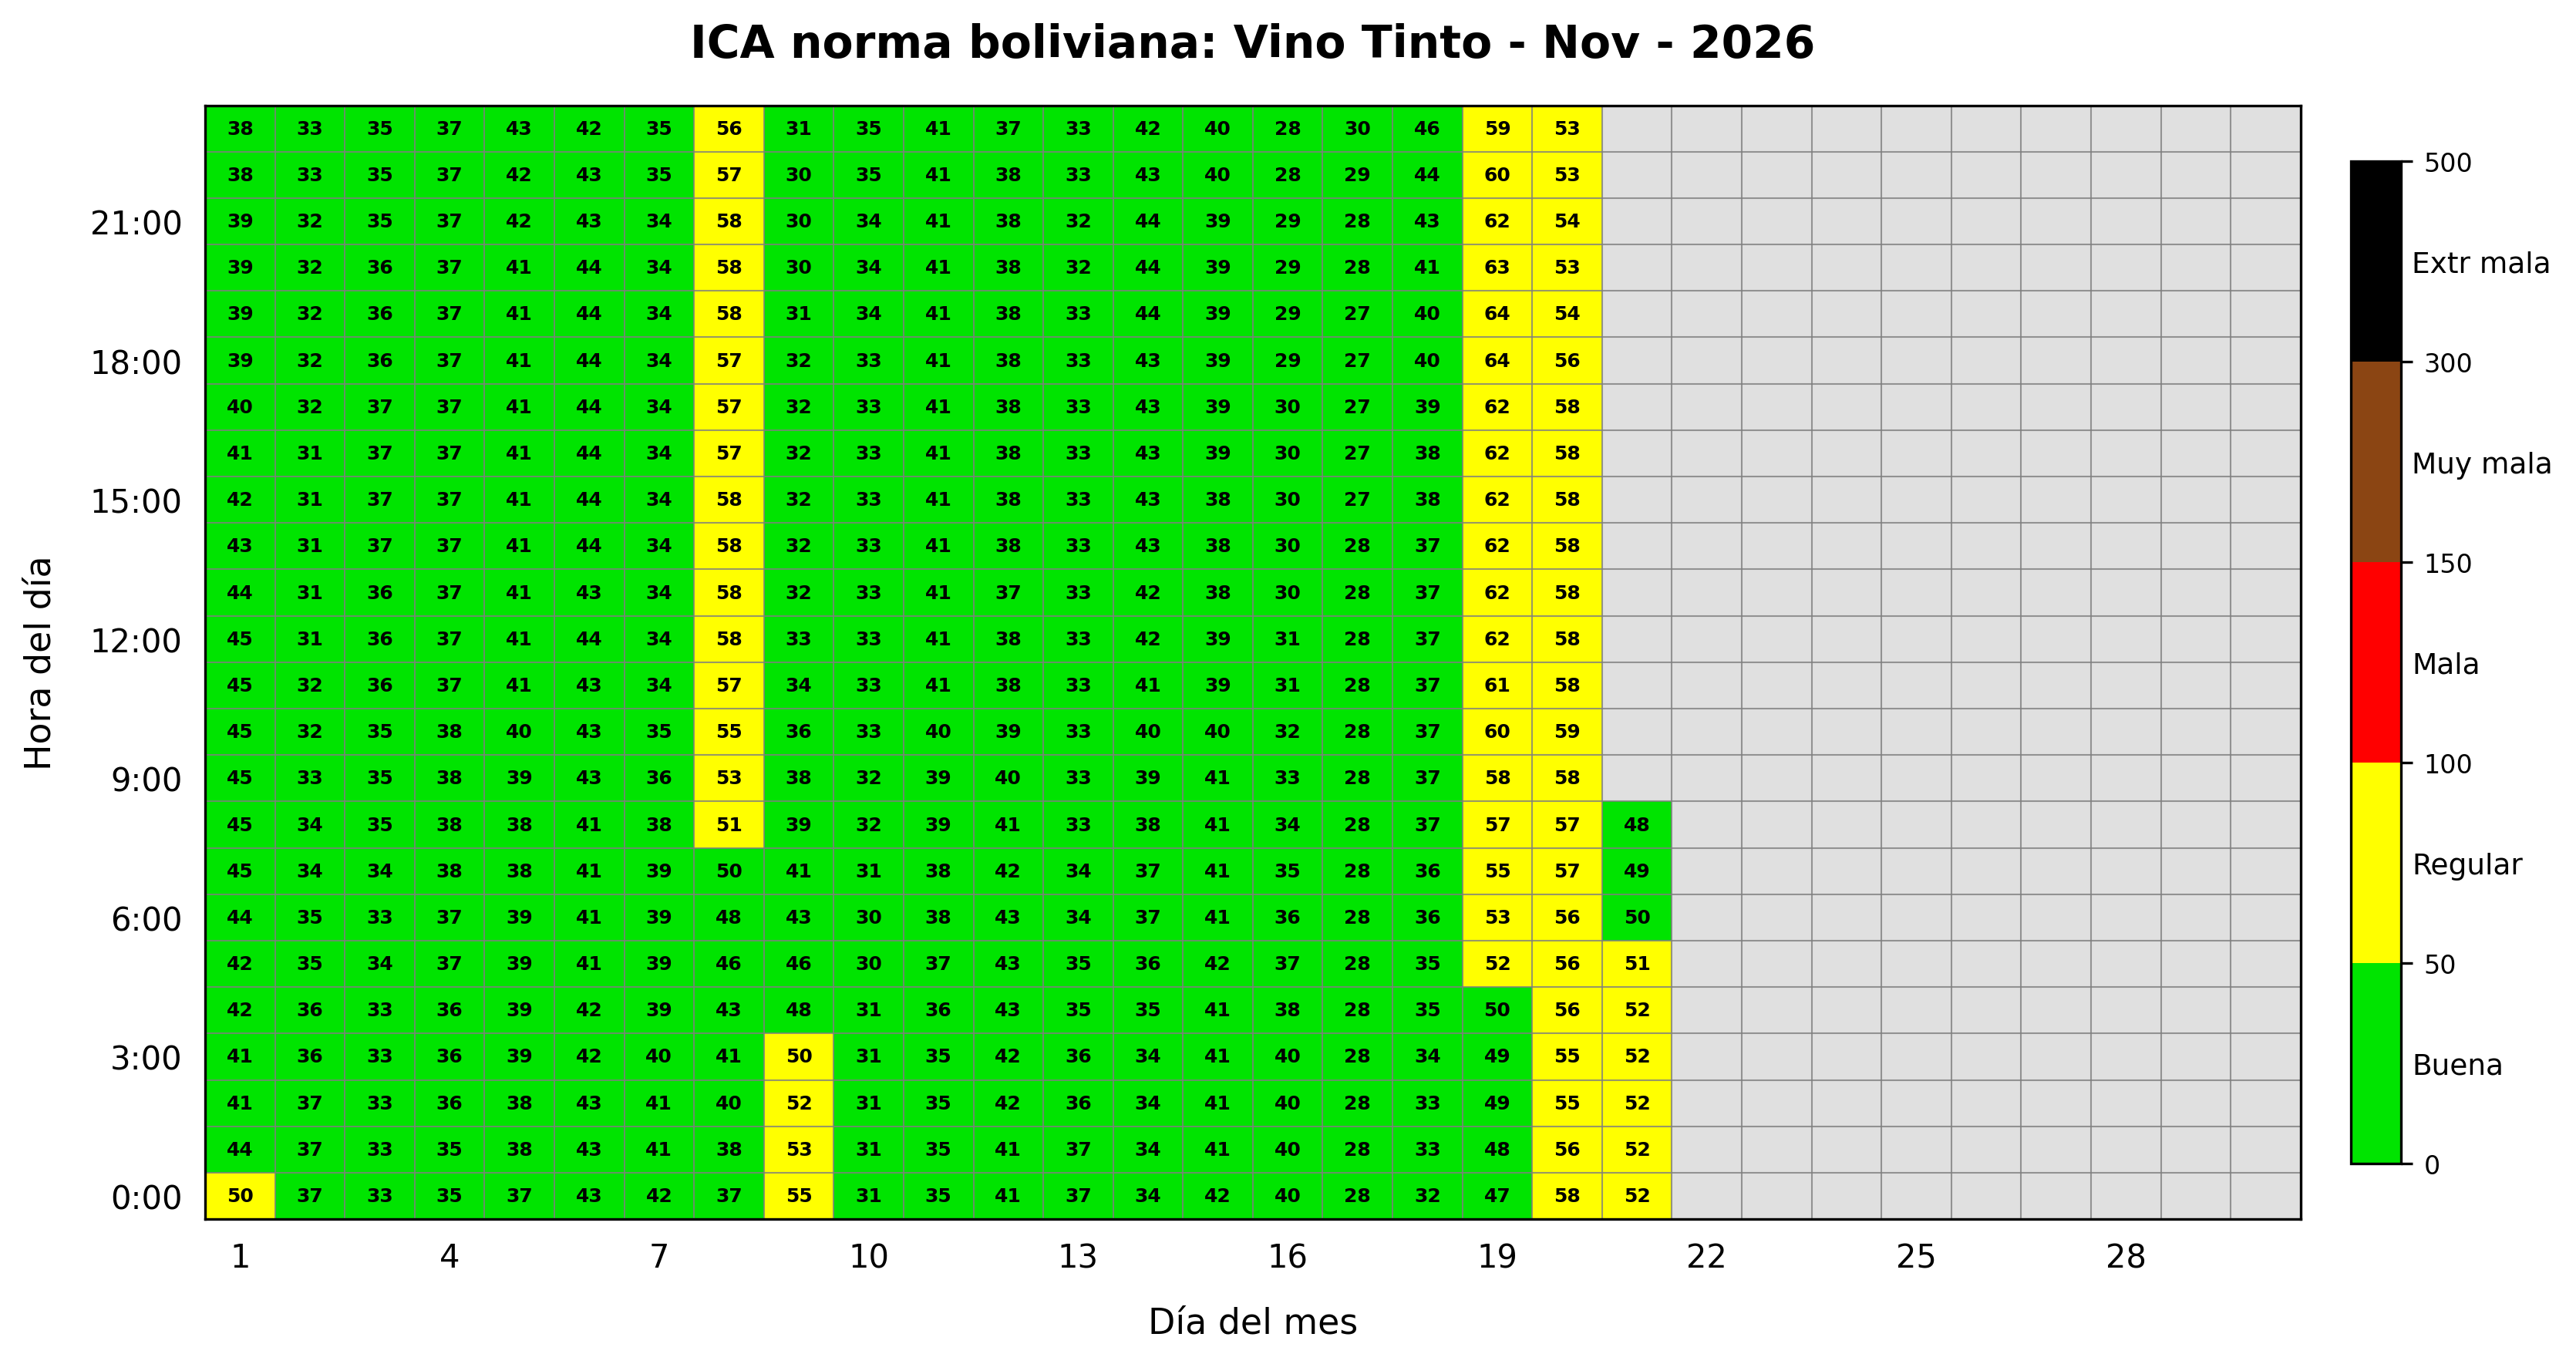 ICA norma boliviana: Vino Tinto - Nov - 2026
38 33 35 37 43 42 35 56 31 35 41 37 33 42 40 28 30 46 59 53
38 33 35 37 42 43 35 57 30 35 41 38 33 43 40 28 29 44 60 53
21:00 39 32 35 37 42 43 34 58 30 34 41 38 32 44 39 29 28 43 62 54
39 32 36 37 41 44 34 58 30 34 41 38 32 44 39 29 28 41 63 53
39 32 36 37 41 44 34 58 31 34 41 38 33 44 39 29 27 40 64 54
18:00 39 32 36 37 41 44 34 57 32 33 41 38 33 43 39 29 27 40 64 56
40 32 37 37 41 44 34 57 32 33 41 38 33 43 39 30 27 39 62 58
41 31 37 37 41 44 34 57 32 33 41 38 33 43 39 30 27 38 62 58
15:00 42 31 37 37 41 44 34 58 32 33 41 38 33 43 38 30 27 38 62 58
43 31 37 37 41 44 34 58 32 33 41 38 33 43 38 30 28 37 62 58
44 31 36 37 41 43 34 58 32 33 41 37 33 42 38 30 28 37 62 58
12:00 45 31 36 37 41 44 34 58 33 33 41 38 33 42 39 31 28 37 62 58
45 32 36 37 41 43 34 57 34 33 41 38 33 41 39 31 28 37 61 58
45 32 35 38 40 43 35 55 36 33 40 39 33 40 40 32 28 37 60 59
9:00 45 33 35 38 39 43 36 53 38 32 39 40 33 39 41 33 28 37 58 58
45 34 35 38 38 41 38 51 39 32 39 41 33 38 41 34 28 37 57 57 48
45 34 34 38 38 41 39 50 41 31 38 42 34 37 41 35 28 36 55 57 49
6:00 44 35 33 37 39 41 39 48 43 30 38 43 34 37 41 36 28 36 53 56 50
42 35 34 37 39 41 39 46 46 30 37 43 35 36 42 37 28 35 52 56 51
42 36 33 36 39 42 39 43 48 31 36 43 35 35 41 38 28 35 50 56 52
3:00 41 36 33 36 39 42 40 41 50 31 35 42 36 34 41 40 28 34 49 55 52
41 37 33 36 38 43 41 40 52 31 35 42 36 34 41 40 28 33 49 55 52
44 37 33 35 38 43 41 38 53 31 35 41 37 34 41 40 28 33 48 56 52
0:00 50 37 33 35 37 43 42 37 55 31 35 41 37 34 42 40 28 32 47 58 52
1 4 7 10 13 16 19 22 25 28
Día del mes
Hora del día
500
Extr mala
300
Muy mala
150
Mala
100
Regular
50
Buena
0